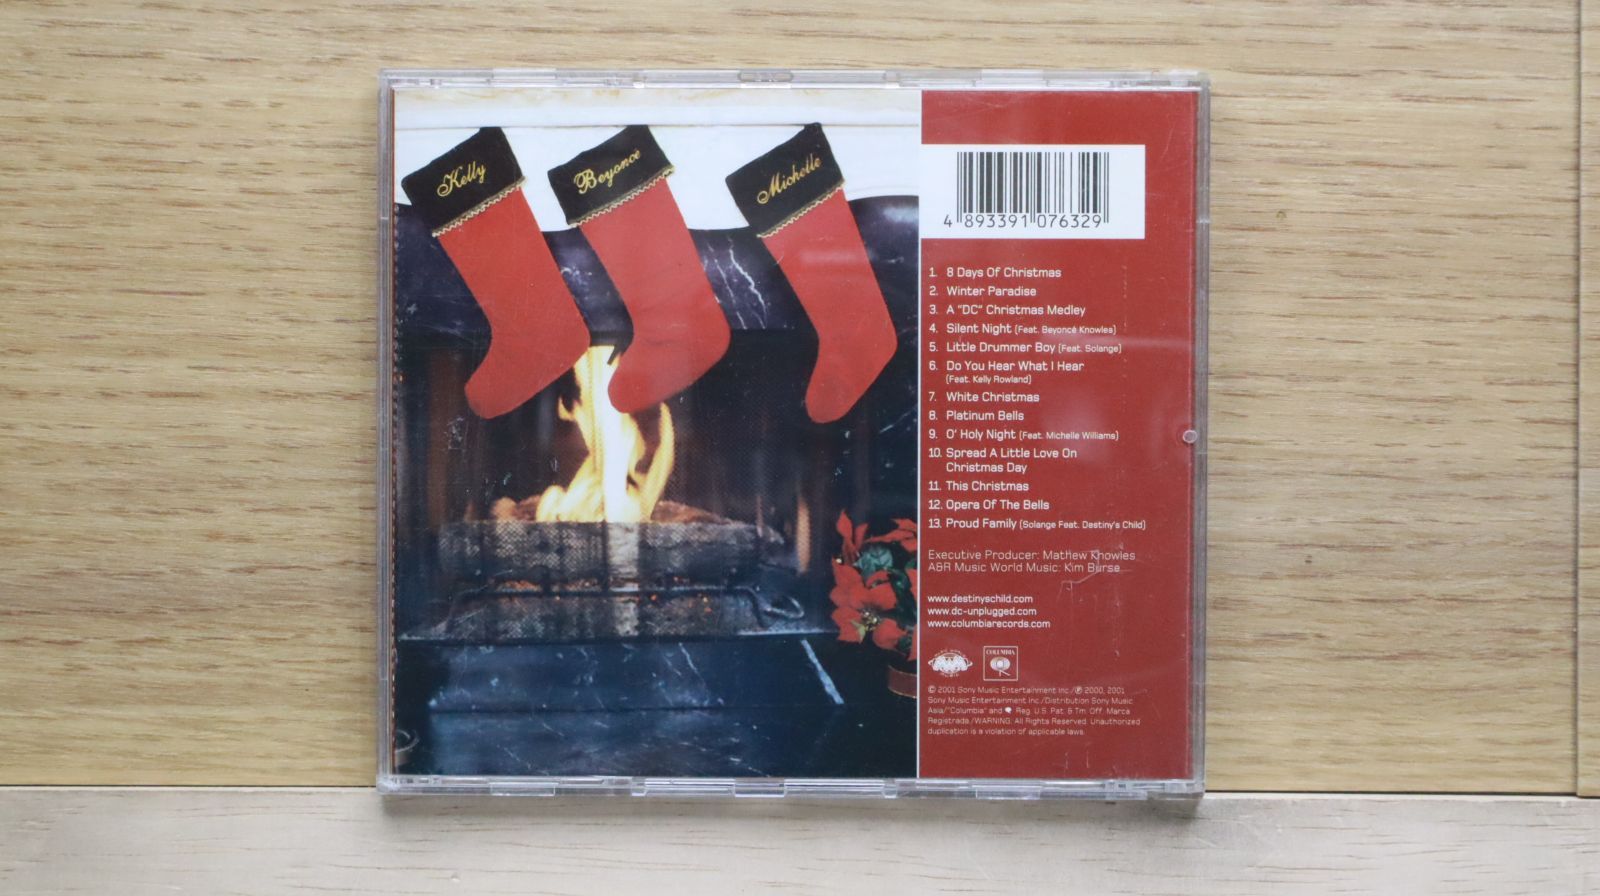 Kelly
Beyoncé
Michelle
4 893391 076329
1. 8 Days Of Christmas
2. Winter Paradise
3. A "DC" Christmas Medley
4. Silent Night (Feat. Beyoncé Knowles)
5. Little Drummer Boy (Feat. Solange)
6. Do You Hear What I Hear
(Feat. Kelly Rowland)
7. White Christmas
8. Platinum Bells
9. O' Holy Night (Feat. Michelle Williams)
10. Spread A Little Love On
Christmas Day
11. This Christmas
12. Opera Of The Bells
13. Proud Family (Solange Feat. Destiny's Child)
Executive Producer: Mathew Knowles
A&R Music World Music: Kim Burse
www.destinyschild.com
www.dc-unplugged.com
www.columbiarecords.com
COLUMBIA
© 2001 Sony Music Entertainment Inc./℗ 2000, 2001
Sony Music Entertainment Inc./Distribution Sony Music
Asia/"Columbia" and Reg. U.S. Pat. & Tm. Off. Marca
Registrada./WARNING: All Rights Reserved. Unauthorized
duplication is a violation of applicable laws.